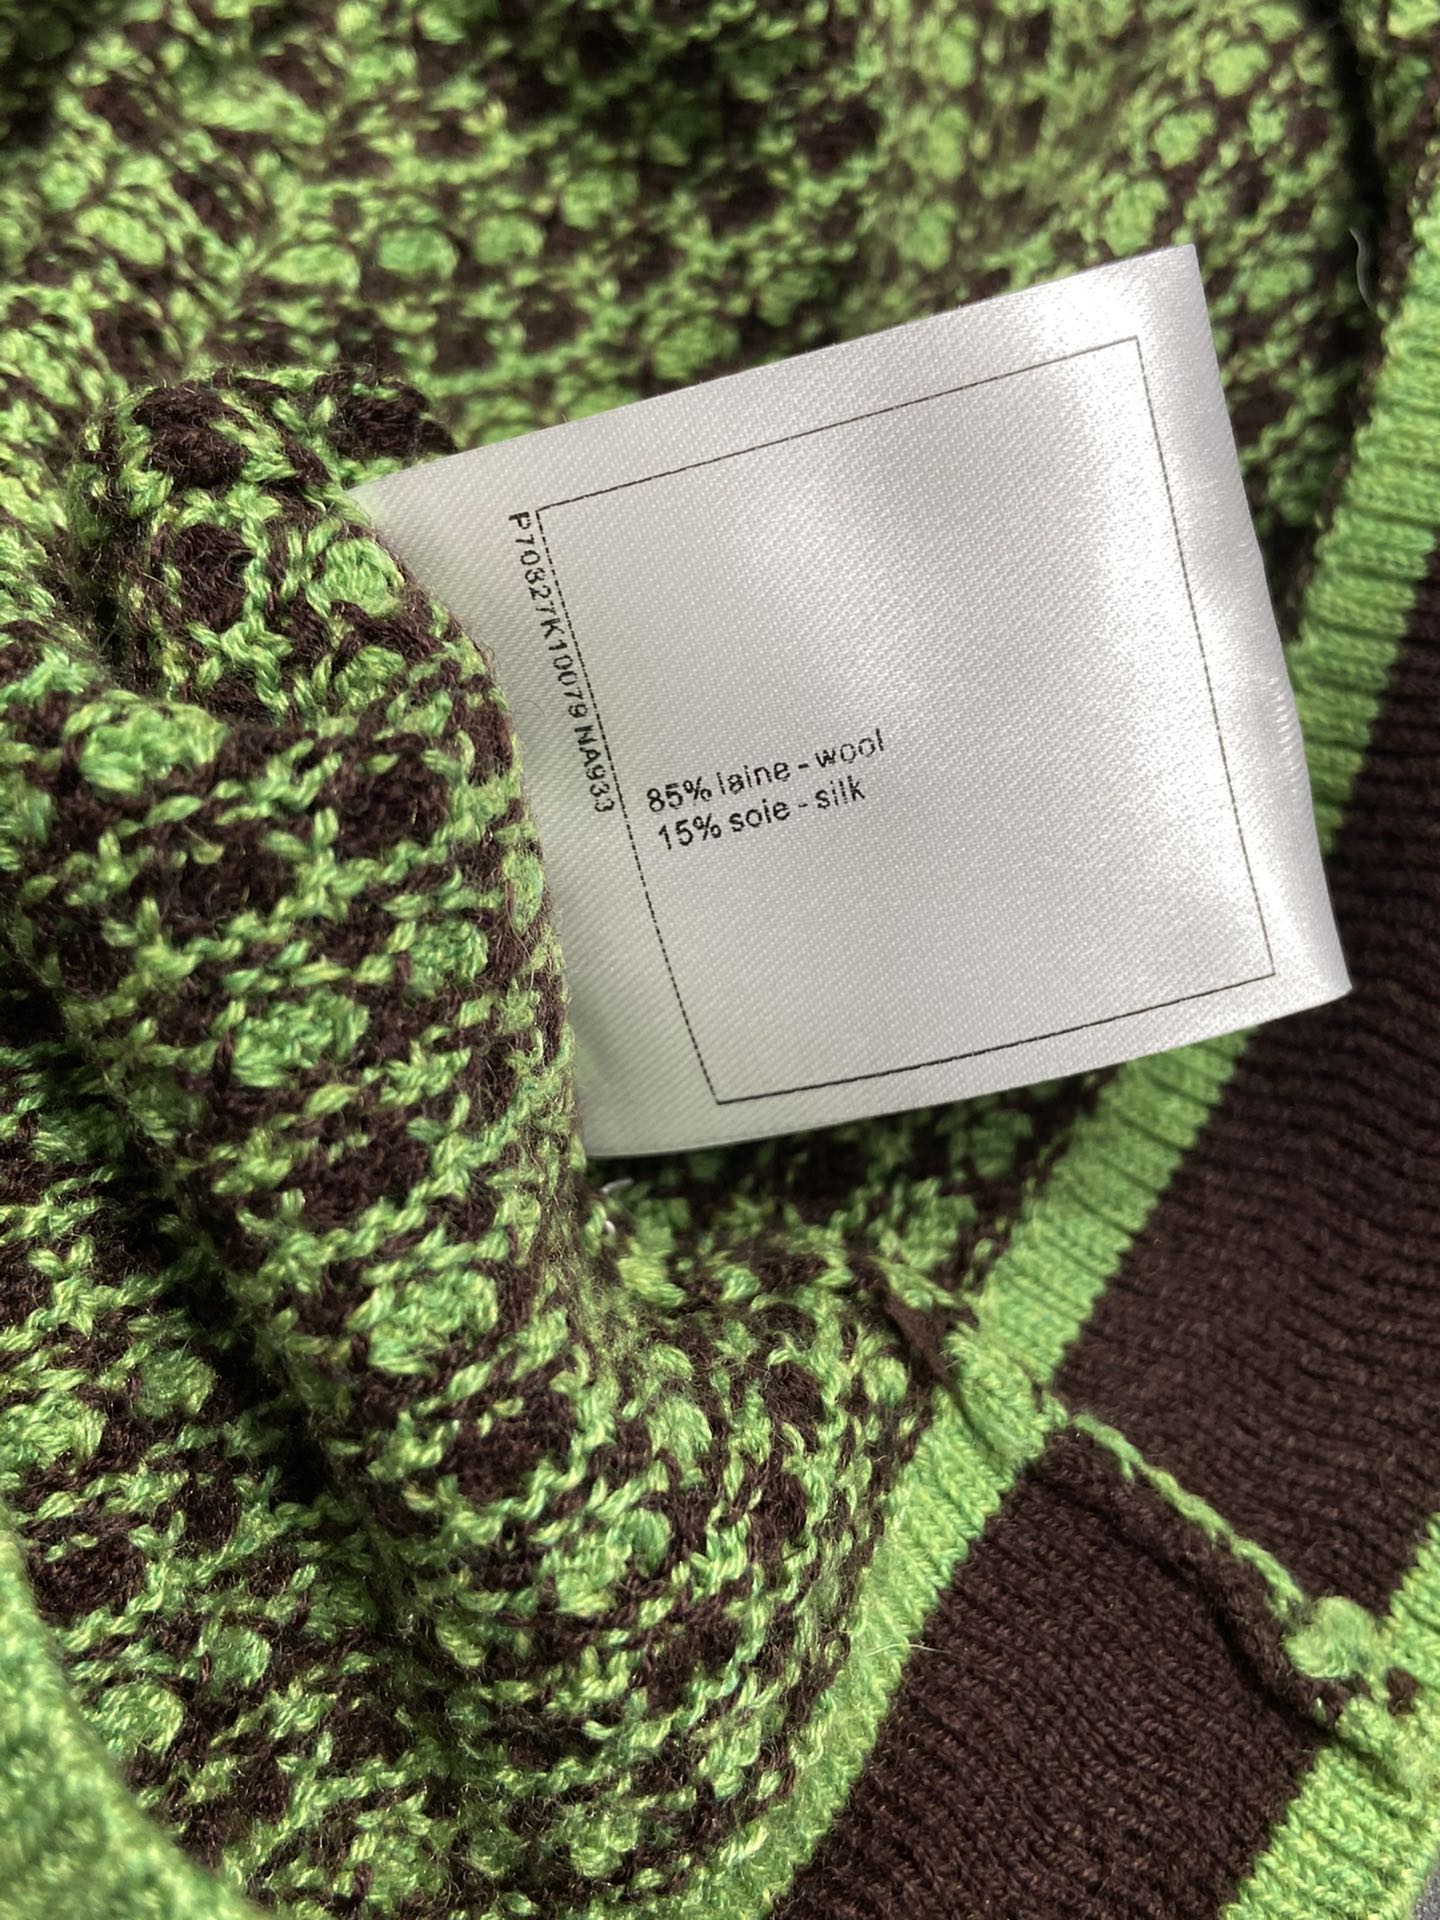 P70827K10079 NA933
85% laine - wool
15% soie - silk